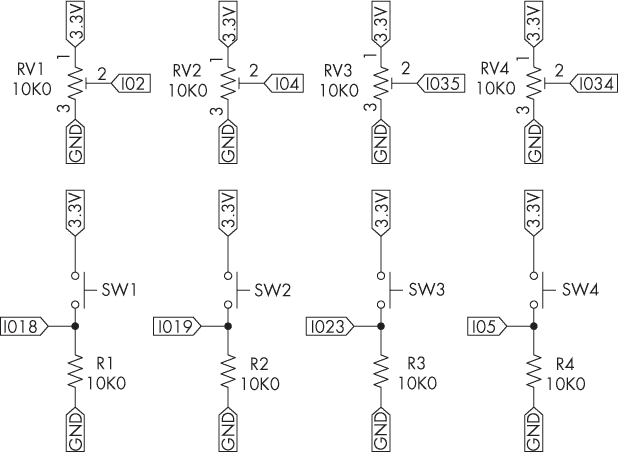 3.3V 3.3V 3.3V 3.3V
1 1 1 1
RV1 2 RV2 2 RV3 2 RV4 2
10K0 IO2 10K0 IO4 10K0 IO35 10K0 IO34
3 3 3 3
GND GND GND GND
3.3V 3.3V 3.3V 3.3V
SW1 SW2 SW3 SW4
IO18 IO19 IO23 IO5
R1 R2 R3 R4
10K0 10K0 10K0 10K0
GND GND GND GND